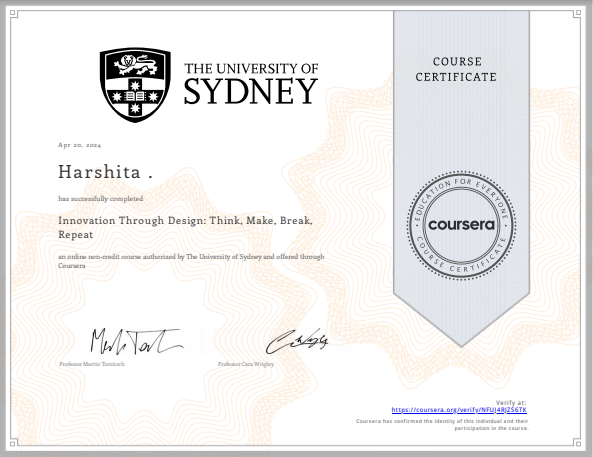 THE UNIVERSITY OF
SYDNEY
COURSE
CERTIFICATE
Apr 20, 2024
Harshita .
has successfully completed
Innovation Through Design: Think, Make, Break,
Repeat
an online non-credit course authorized by The University of Sydney and offered through
Coursera
EDUCATION FOR EVERYONE
coursera
COURSE CERTIFICATE
Professor Martin Tomitsch
Professor Cara Wrigley
Verify at:
https://coursera.org/verify/NFUJ4RJZS6TK
Coursera has confirmed the identity of this individual and their
participation in the course.